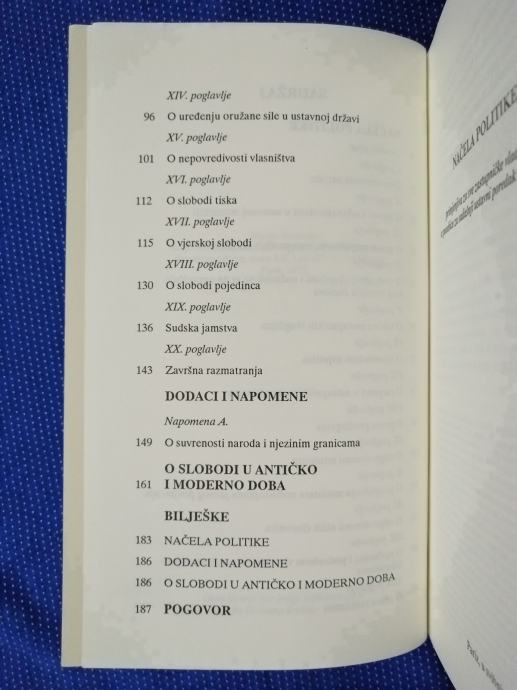 XIV. poglavlje
96 O uređenju oružane sile u ustavnoj državi
XV. poglavlje
101 O nepovredivosti vlasništva
XVI. poglavlje
112 O slobodi tiska
XVII. poglavlje
115 O vjerskoj slobodi
XVIII. poglavlje
130 O slobodi pojedinca
XIX. poglavlje
136 Sudska jamstva
XX. poglavlje
143 Završna razmatranja
DODACI I NAPOMENE
Napomena A.
149 O suvrenosti naroda i njezinim granicama
O SLOBODI U ANTIČKO
161 I MODERNO DOBA
BILJEŠKE
183 NAČELA POLITIKE
186 DODACI I NAPOMENE
186 O SLOBODI U ANTIČKO I MODERNO DOBA
187 POGOVOR
NAČELA POLITIKE